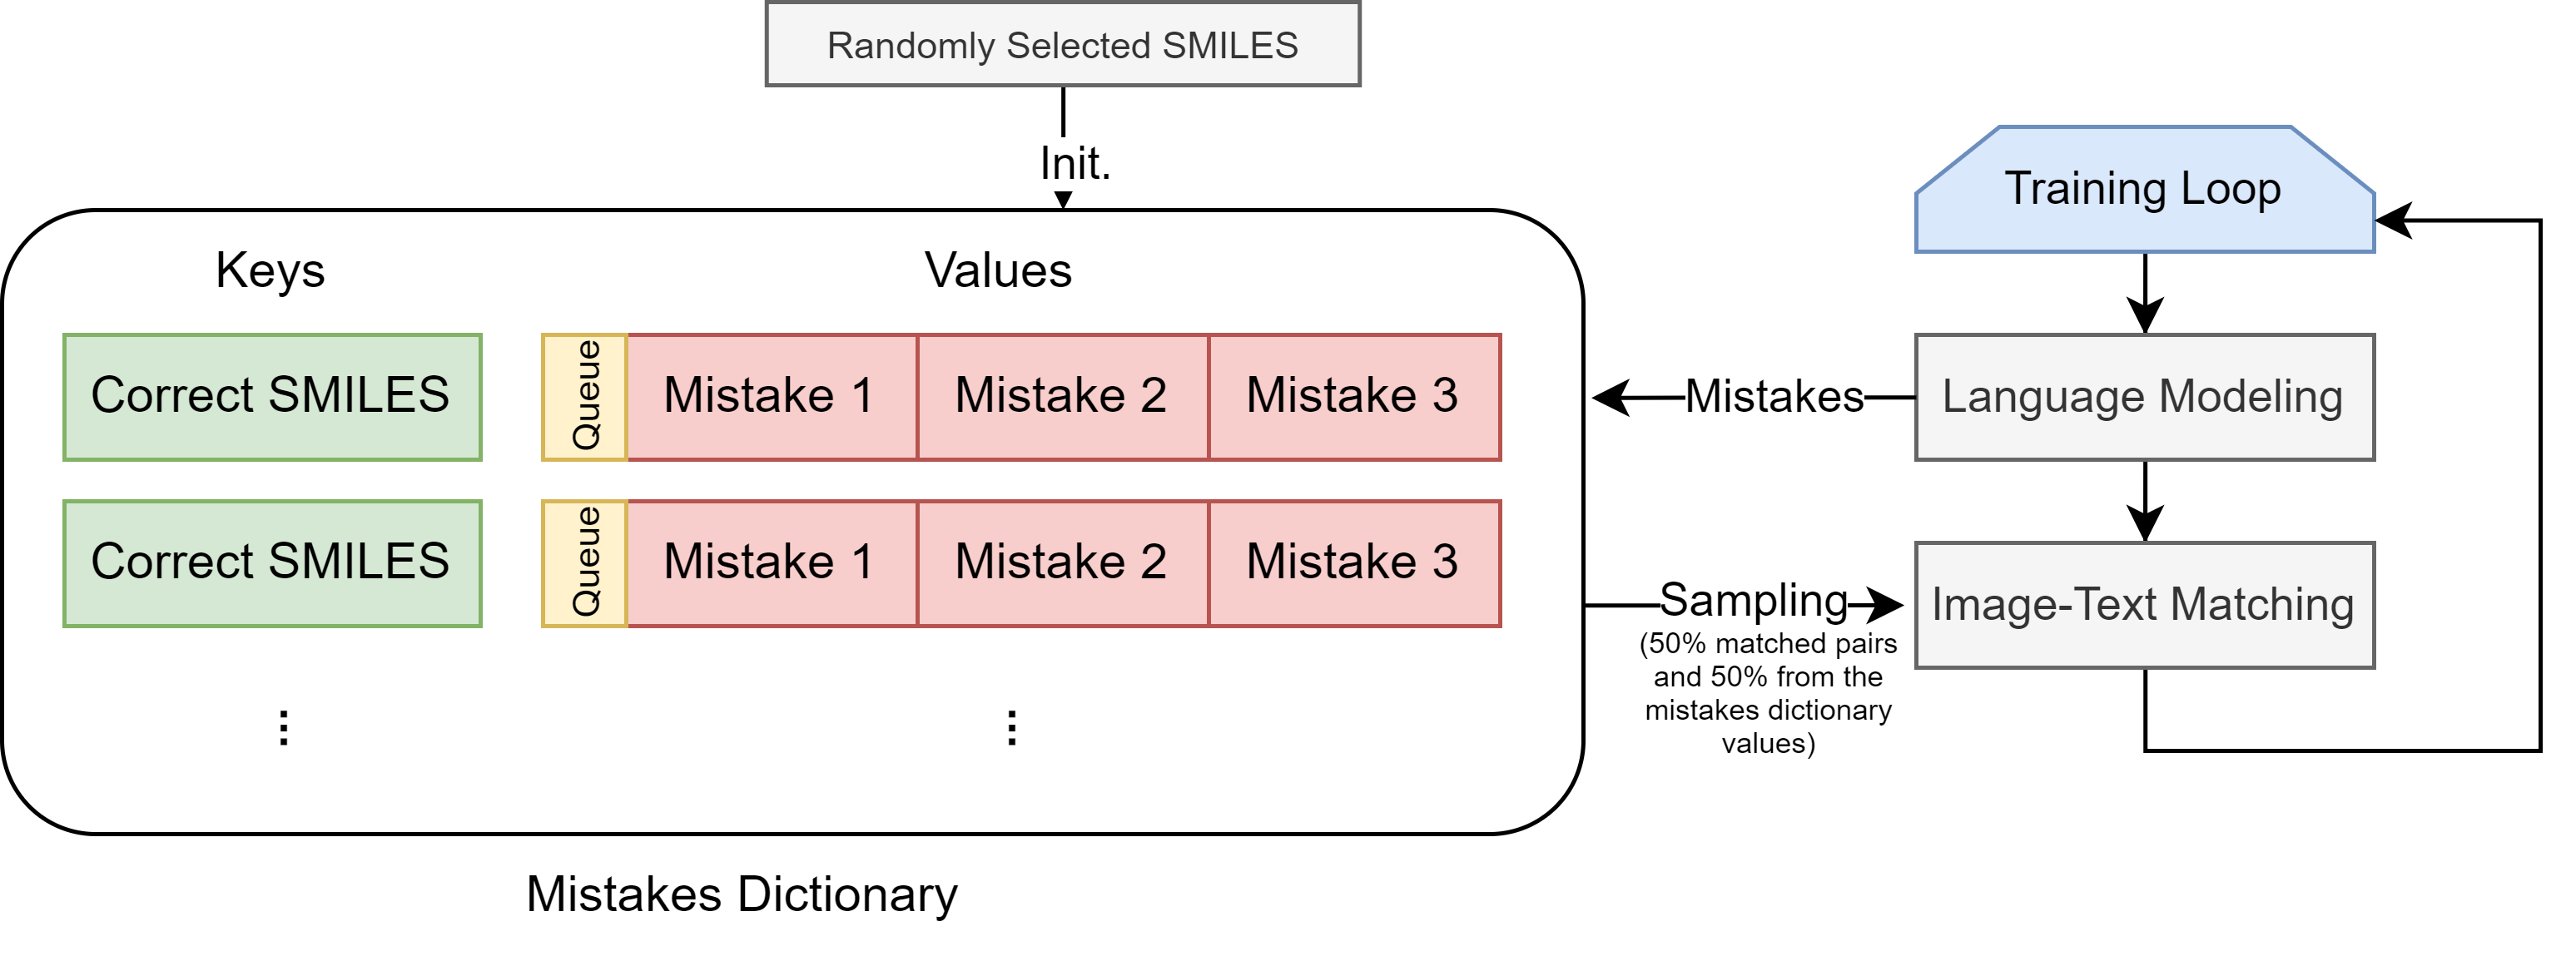 Randomly Selected SMILES
Init.
Keys
Values
Correct SMILES
Queue
Mistake 1
Mistake 2
Mistake 3
Correct SMILES
Queue
Mistake 1
Mistake 2
Mistake 3
⋮
⋮
Mistakes Dictionary
Training Loop
Mistakes
Language Modeling
Sampling
(50% matched pairs
and 50% from the
mistakes dictionary
values)
Image-Text Matching